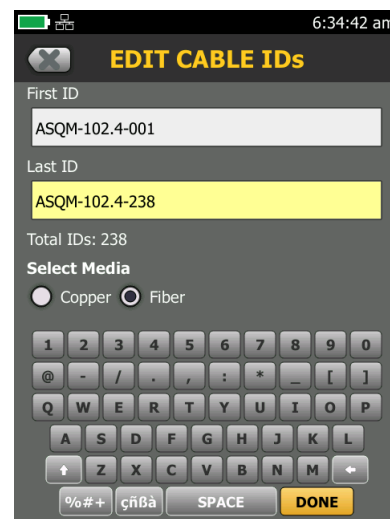 6:34:42 am
EDIT CABLE IDs
First ID
ASQM-102.4-001
Last ID
ASQM-102.4-238
Total IDs: 238
Select Media
Copper Fiber
1 2 3 4 5 6 7 8 9 0
@ - / . , : * _ [ ]
Q W E R T Y U I O P
A S D F G H J K L
Z X C V B N M
%#+ çñßà SPACE DONE